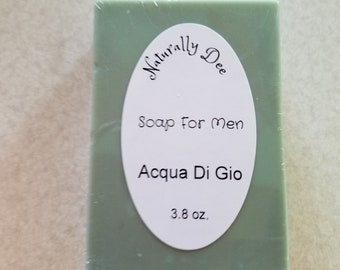 Naturally Dee
Soap For Men
Acqua Di Gio
3.8 oz.